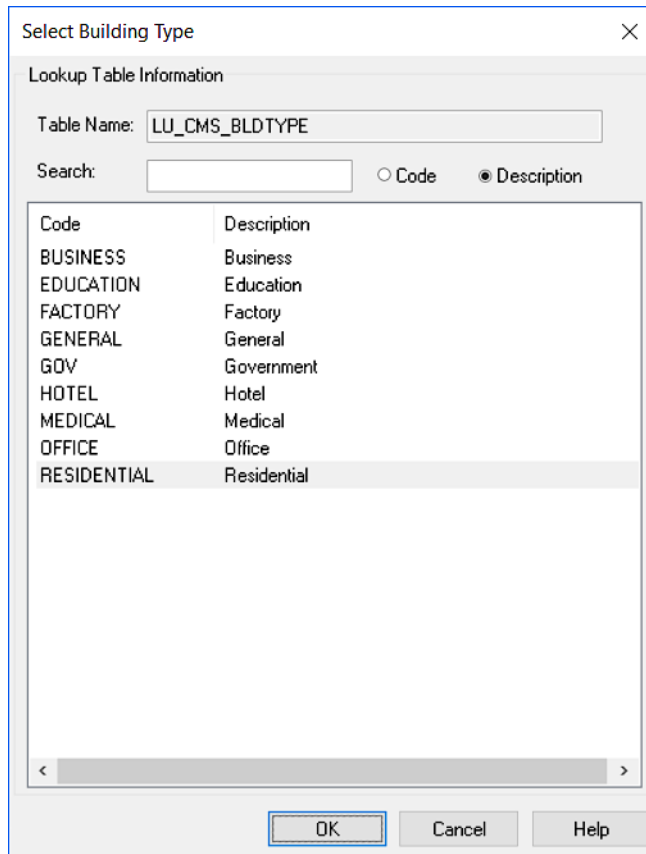 Select Building Type
Lookup Table Information
Table Name: LU_CMS_BLDTYPE
Search: Code Description
Code Description
BUSINESS Business
EDUCATION Education
FACTORY Factory
GENERAL General
GOV Government
HOTEL Hotel
MEDICAL Medical
OFFICE Office
RESIDENTIAL Residential
OK Cancel Help